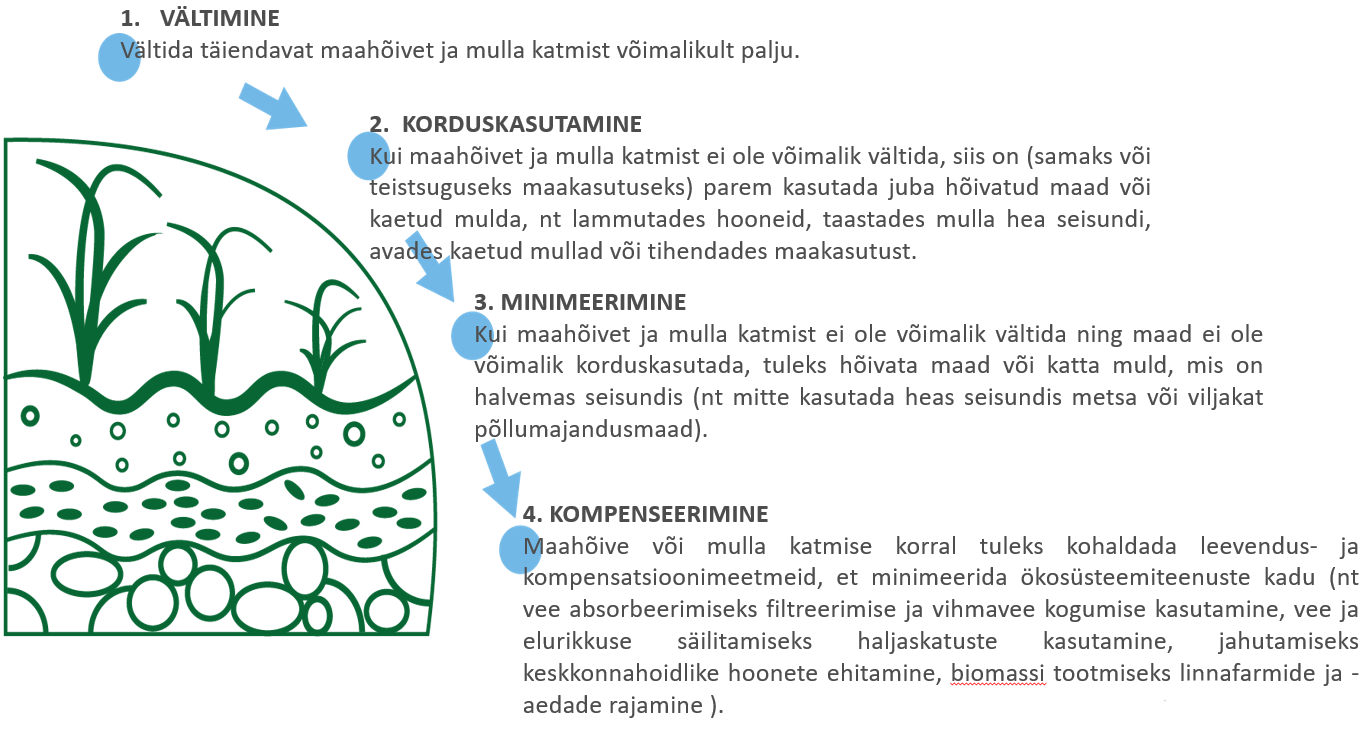 1. VÄLTIMINE
Vältida täiendavat maahõivet ja mulla katmist võimalikult palju.
2. KORDUSKASUTAMINE
Kui maahõivet ja mulla katmist ei ole võimalik vältida, siis on (samaks või
teistsuguseks maakasutuseks) parem kasutada juba hõivatud maad või
kaetud mulda, nt lammutades hooneid, taastades mulla hea seisundi,
avades kaetud mullad või tihendades maakasutust.
3. MINIMEERIMINE
Kui maahõivet ja mulla katmist ei ole võimalik vältida ning maad ei ole
võimalik korduskasutada, tuleks hõivata maad või katta muld, mis on
halvemas seisundis (nt mitte kasutada heas seisundis metsa või viljakat
põllumajandusmaad).
4. KOMPENSEERIMINE
Maahõive või mulla katmise korral tuleks kohaldada leevendus- ja
kompensatsioonimeetmeid, et minimeerida ökosüsteemiteenuste kadu (nt
vee absorbeerimiseks filtreerimise ja vihmavee kogumise kasutamine, vee ja
elurikkuse säilitamiseks haljaskatuste kasutamine, jahutamiseks
keskkonnahoidlike hoonete ehitamine, biomassi tootmiseks linnafarmide ja -
aedade rajamine ).